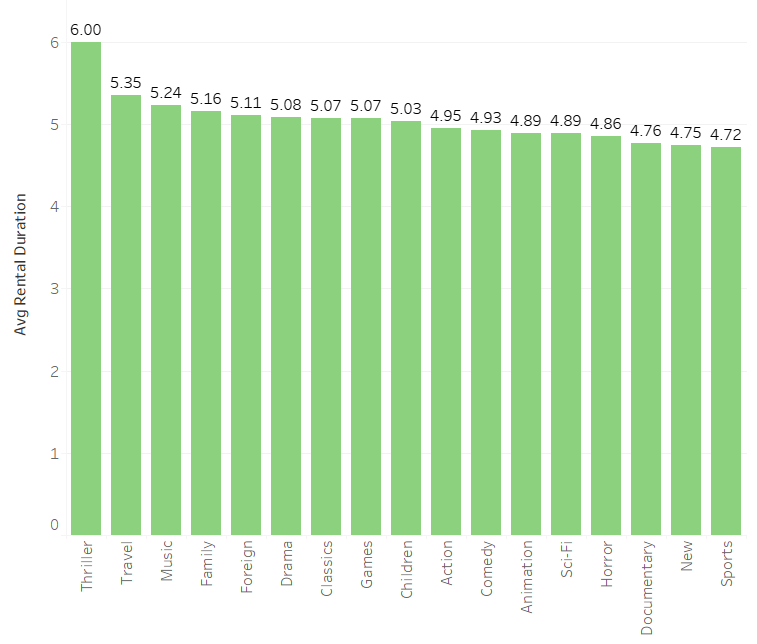 6.00
5.35
5.24
5.16
5.11
5.08
5.07
5.07
5.03
4.95
4.93
4.89
4.89
4.86
4.76
4.75
4.72
Avg Rental Duration
6
5
4
3
2
1
0
Thriller
Travel
Music
Family
Foreign
Drama
Classics
Games
Children
Action
Comedy
Animation
Sci-Fi
Horror
Documentary
New
Sports